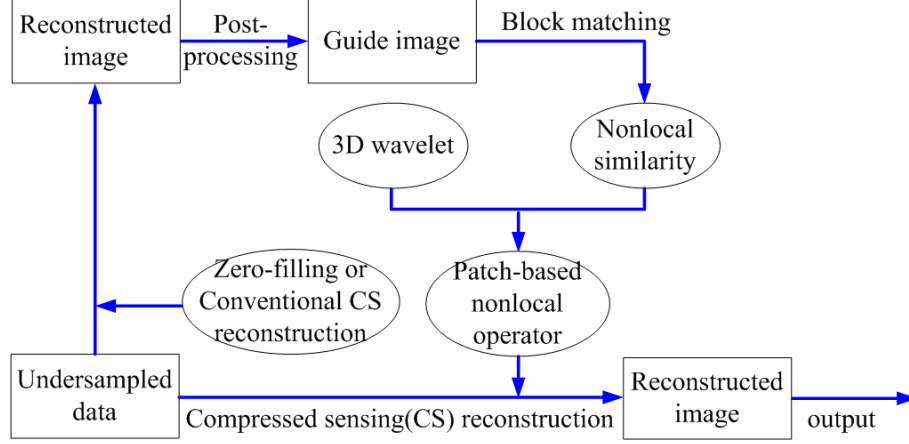 Reconstructed
image
Post-
processing
Guide image
Block matching
3D wavelet
Nonlocal
similarity
Zero-filling or
Conventional CS
reconstruction
Patch-based
nonlocal
operator
Undersampled
data
Compressed sensing(CS) reconstruction
Reconstructed
image
output